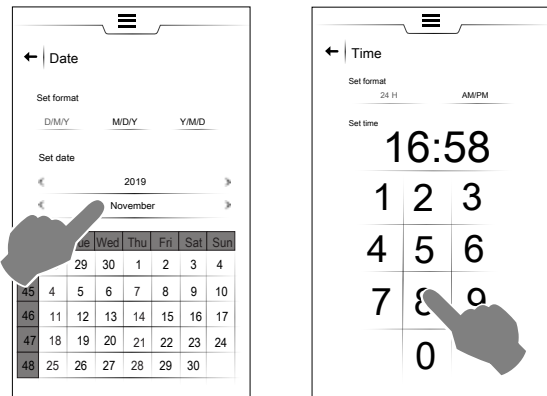 Date
Set format
D/M/Y M/D/Y Y/M/D
Set date
2019
November
Wed Thu Fri Sat Sun
29 30 1 2 3 4
45 4 5 6 7 8 9 10
46 11 12 13 14 15 16 17
47 18 19 20 21 22 23 24
48 25 26 27 28 29 30
Time
Set format
24 H AM/PM
Set time
16:58
1 2 3
4 5 6
7 8 9
0